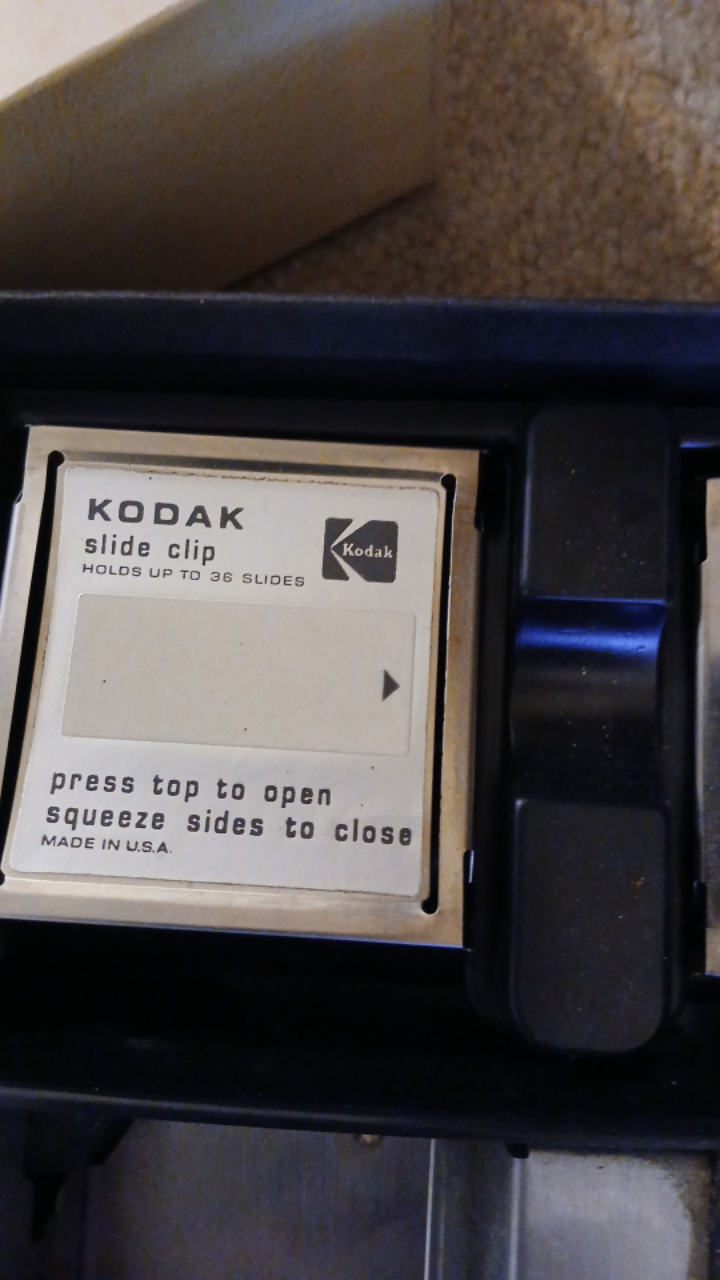 KODAK
slide clip
HOLDS UP TO 36 SLIDES
Kodak
press top to open
squeeze sides to close
MADE IN U.S.A.